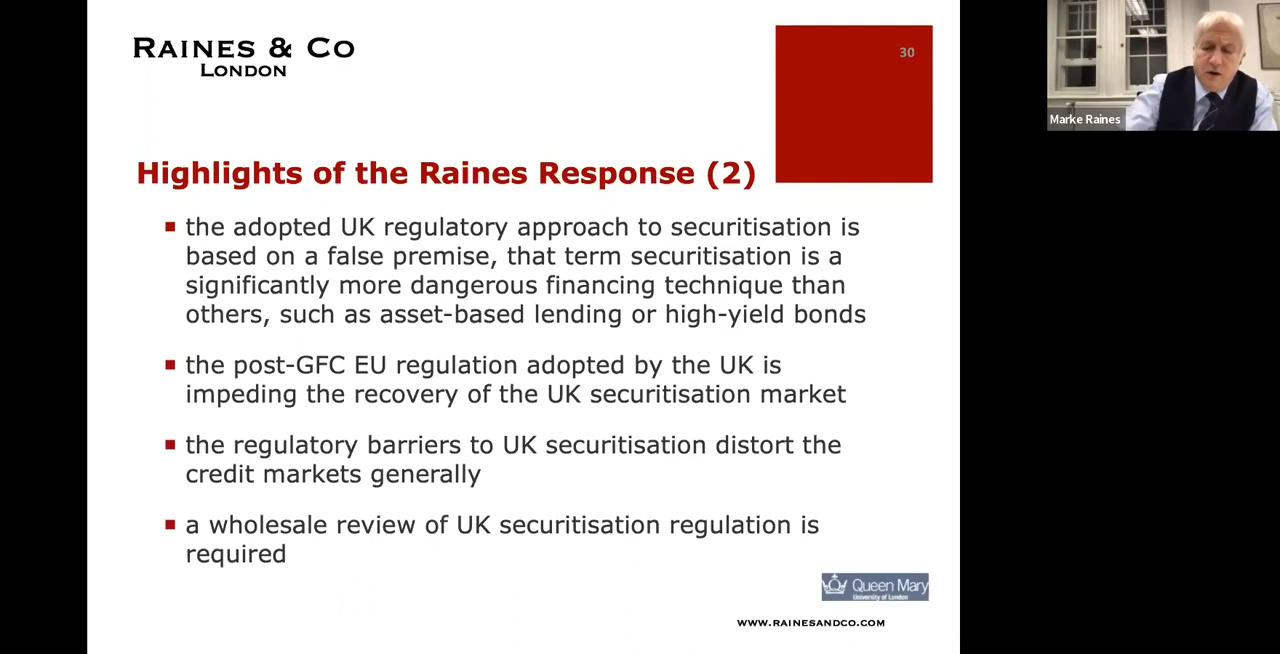 RAINES & CO
LONDON
30
Marke Raines
Highlights of the Raines Response (2)
the adopted UK regulatory approach to securitisation is
based on a false premise, that term securitisation is a
significantly more dangerous financing technique than
others, such as asset-based lending or high-yield bonds
the post-GFC EU regulation adopted by the UK is
impeding the recovery of the UK securitisation market
the regulatory barriers to UK securitisation distort the
credit markets generally
a wholesale review of UK securitisation regulation is
required
Queen Mary
University of London
WWW.RAINESANDCO.COM